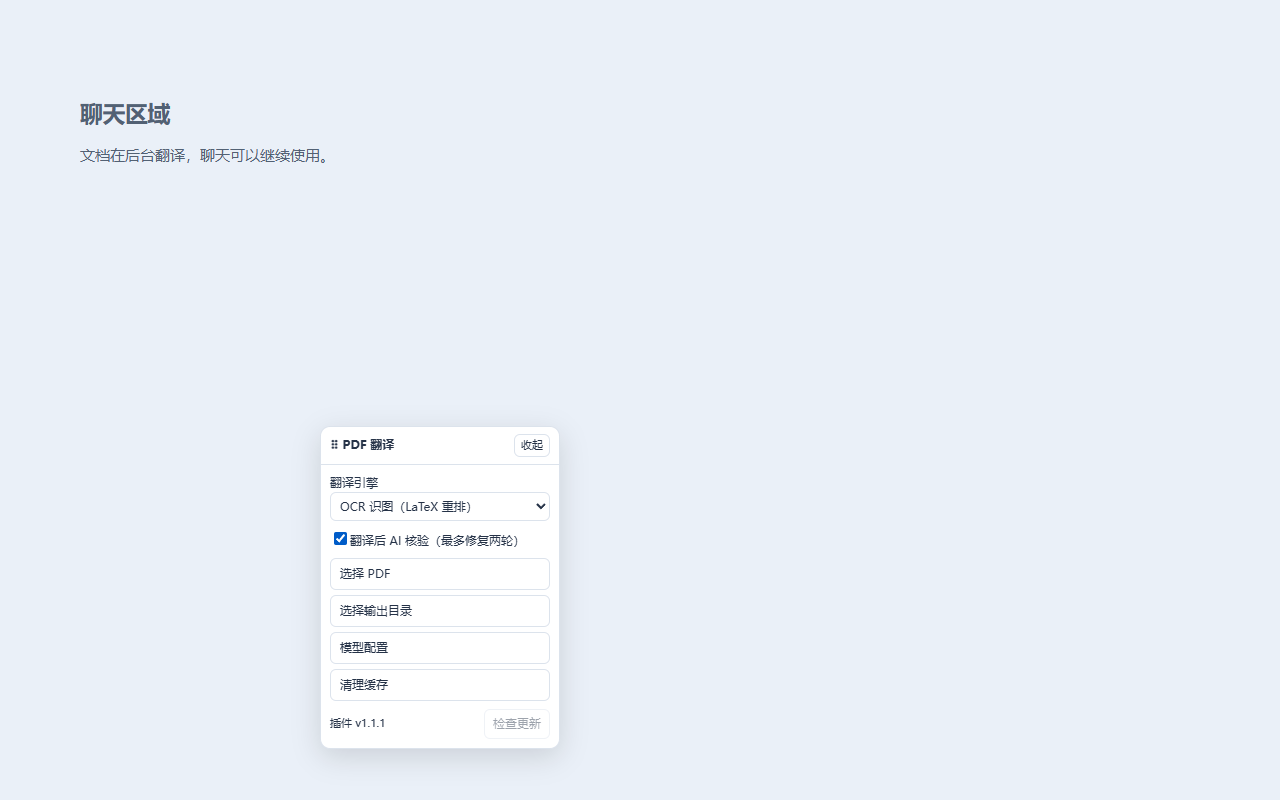 聊天区域
文档在后台翻译，聊天可以继续使用。
⠿ PDF 翻译 收起
翻译引擎
OCR 识图（LaTeX 重排）
翻译后 AI 核验（最多修复两轮）
选择 PDF
选择输出目录
模型配置
清理缓存
插件 v1.1.1 检查更新